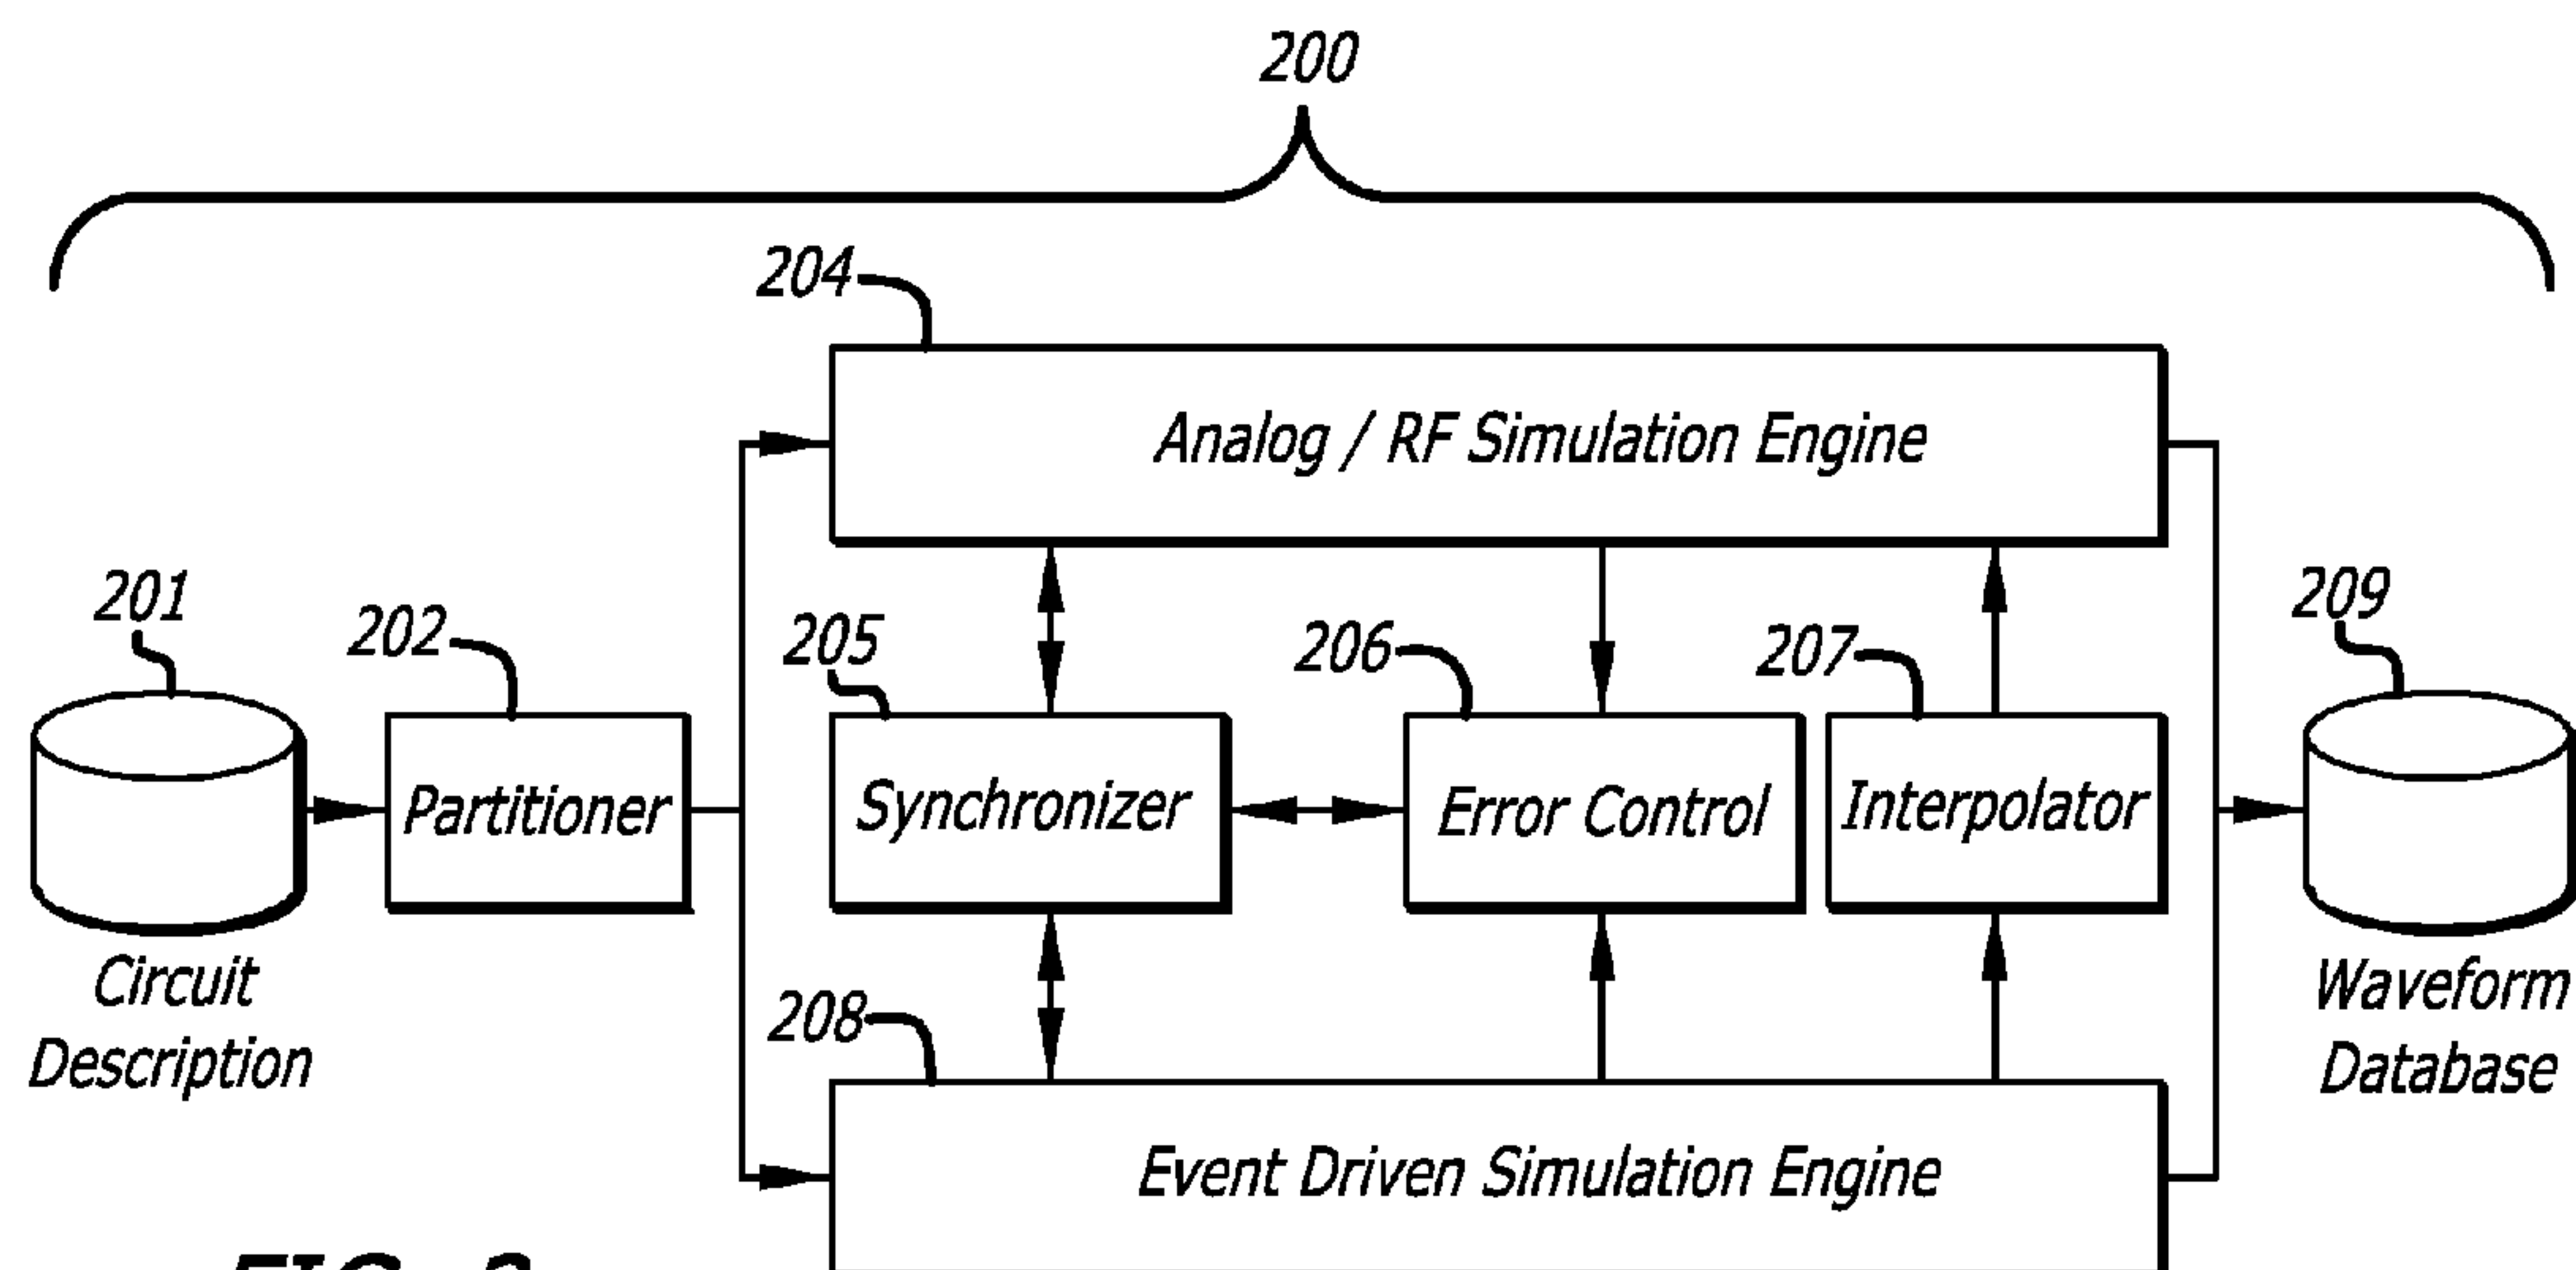 200
204
Analog / RF Simulation Engine
201
202
205
206
207
209
Partitioner
Synchronizer
Error Control
Interpolator
Circuit
Description
Waveform
Database
208
Event Driven Simulation Engine